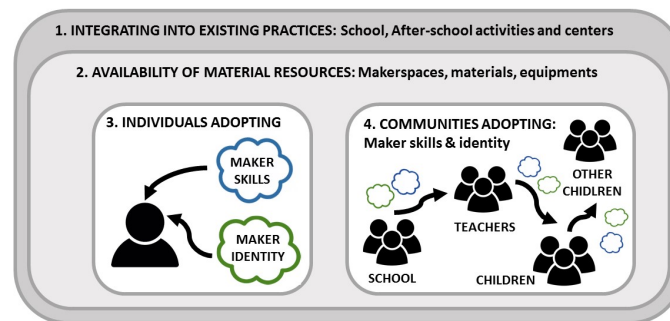 1. INTEGRATING INTO EXISTING PRACTICES: School, After-school activities and centers
2. AVAILABILITY OF MATERIAL RESOURCES: Makerspaces, materials, equipments
3. INDIVIDUALS ADOPTING
MAKER
SKILLS
MAKER
IDENTITY
4. COMMUNITIES ADOPTING:
Maker skills & identity
OTHER
CHIDLREN
TEACHERS
SCHOOL
CHILDREN